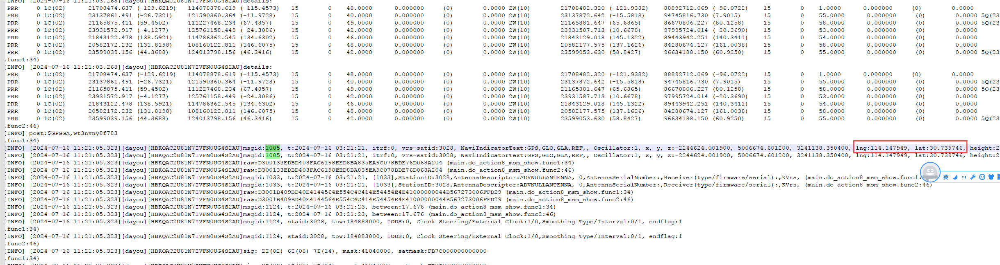 [INFO] [2024-07-16 11:21:03.268][dayou][HBKQAC2U81N7IVFN0UG4S2AU]details:
PRR 0 1C(02) 21708474.637 (-129.6219) 114078878.619 (-115.4573) 15 0 48.0000 0.000000 (0) 0.0000 2W(10) 21708482.320 (-121.9382) 88892712.069 (-96.0722) 15 0 1.0000 0.000000 (0) 0.0000
PRR 0 1C(02) 23137861.491 (-26.7321) 121590360.364 (-11.9728) 15 0 40.0000 0.000000 (0) 0.0000 2W(10) 23137872.642 (-15.5818) 94745816.730 (7.9015) 15 0 55.0000 0.000000 (0) 0.0000 5Q(23
PRR 0 1C(02) 21165875.411 (59.4502) 111227468.234 (67.4857) 15 0 49.0000 0.000000 (0) 0.0000 2W(10) 21165881.647 (65.6865) 86670806.227 (80.1258) 15 0 58.0000 0.000000 (0) 0.0000 5Q(23
PRR 0 1C(02) 23931572.917 (-4.1277) 125761158.449 (-24.3086) 15 0 42.0000 0.000000 (0) 0.0000 2W(10) 23931587.713 (10.6678) 97995724.014 (-20.3690) 15 0 53.0000 0.000000 (0) 0.0000
PRR 0 1C(02) 21843122.478 (138.5921) 114786362.545 (134.6302) 15 0 46.0000 0.000000 (0) 0.0000 2W(10) 21843129.018 (145.1322) 89443942.251 (140.3411) 15 0 54.0000 0.000000 (0) 0.0000
PRR 0 1C(02) 20582172.232 (131.8198) 108160122.811 (146.6075) 15 0 48.0000 0.000000 (0) 0.0000 2W(10) 20582177.575 (137.1626) 84280674.127 (161.0038) 15 0 58.0000 0.000000 (0) 0.0000
PRR 0 1C(02) 23599039.156 (44.3688) 124013798.156 (46.3416) 15 0 42.0000 0.000000 (0) 0.0000 2W(10) 23599053.630 (58.8427) 96634188.150 (60.9250) 15 0 55.0000 0.000000 (0) 0.0000 5Q(23
.func1:34)
[INFO] [2024-07-16 11:21:03.268][dayou][HBKQAC2U81N7IVFN0UG4S2AU]details:
PRR 0 1C(02) 21708474.637 (-129.6219) 114078878.619 (-115.4573) 15 0 48.0000 0.000000 (0) 0.0000 2W(10) 21708482.320 (-121.9382) 88892712.069 (-96.0722) 15 0 1.0000 0.000000 (0) 0.0000
PRR 0 1C(02) 23137861.491 (-26.7321) 121590360.364 (-11.9728) 15 0 40.0000 0.000000 (0) 0.0000 2W(10) 23137872.642 (-15.5818) 94745816.730 (7.9015) 15 0 55.0000 0.000000 (0) 0.0000 5Q(23
PRR 0 1C(02) 21165875.411 (59.4502) 111227468.234 (67.4857) 15 0 49.0000 0.000000 (0) 0.0000 2W(10) 21165881.647 (65.6865) 86670806.227 (80.1258) 15 0 58.0000 0.000000 (0) 0.0000 5Q(23
PRR 0 1C(02) 23931572.917 (-4.1277) 125761158.449 (-24.3086) 15 0 42.0000 0.000000 (0) 0.0000 2W(10) 23931587.713 (10.6678) 97995724.014 (-20.3690) 15 0 53.0000 0.000000 (0) 0.0000
PRR 0 1C(02) 21843122.478 (138.5921) 114786362.545 (134.6302) 15 0 46.0000 0.000000 (0) 0.0000 2W(10) 21843129.018 (145.1322) 89443942.251 (140.3411) 15 0 54.0000 0.000000 (0) 0.0000
PRR 0 1C(02) 20582172.232 (131.8198) 108160122.811 (146.6075) 15 0 48.0000 0.000000 (0) 0.0000 2W(10) 20582177.575 (137.1626) 84280674.127 (161.0038) 15 0 58.0000 0.000000 (0) 0.0000
PRR 0 1C(02) 23599039.156 (44.3688) 124013798.156 (46.3416) 15 0 42.0000 0.000000 (0) 0.0000 2W(10) 23599053.630 (58.8427) 96634188.150 (60.9250) 15 0 55.0000 0.000000 (0) 0.0000 5Q(23
.func2:46)
[INFO] post:$GPGGA,wt3nvny8f783
.func1:34)
[INFO] [2024-07-16 11:21:05.323][dayou][HBKQAC2U81N7IVFN0UG4S2AU]msgid:1005, t:2024-07-16 03:21:21, itrf:0, vrs-satid:3028, NaviIndicatorText:GPS,GLO,GLA,REF,, Oscillator:1, x, y, z:-2244624.001900, 5006674.601200, 3241138.350400, lng:114.147949, lat:30.739746, height:2
[INFO] [2024-07-16 11:21:05.323][dayou][HBKQAC2U81N7IVFN0UG4S2AU]msgid:1005, t:2024-07-16 03:21:21, itrf:0, vrs-satid:3028, NaviIndicatorText:GPS,GLO,GLA,REF,, Oscillator:1, x, y, z:-2244624.001900, 5006674.601200, 3241138.350400, lng:114.147949, lat:30.739746, height:2
[INFO] [2024-07-16 11:21:05.323][dayou][HBKQAC2U81N7IVFN0UG4S2AU]raw:D300133EDBD403FAC6198EED8BA835EA9C078BDE76D068A204 (main.do_action8_msm_show.func1:34)
[INFO] [2024-07-16 11:21:05.323][dayou][HBKQAC2U81N7IVFN0UG4S2AU]raw:D300133EDBD403FAC6198EED8BA835EA9C078BDE76D068A204 (main.do_action8_msm_show.func2:46)
[INFO] [2024-07-16 11:21:05.323][dayou][HBKQAC2U81N7IVFN0UG4S2AU]msgid:1033, t:2024-07-16 03:21:21, [1033],StationID:3028,AntennaDescriptor:ADVNULLANTENNA, 0,AntennaSerialNumber:,Receiver(type/firmware/serial):,KVrs, (main.do_action8_msm_show.func1:
英
[INFO] [2024-07-16 11:21:05.323][dayou][HBKQAC2U81N7IVFN0UG4S2AU]msgid:1033, t:2024-07-16 03:21:21, [1033],StationID:3028,AntennaDescriptor:ADVNULLANTENNA, 0,AntennaSerialNumber:,Receiver(type/firmware/serial):,KVrs, (main.do_action8_msm_show.func2:46)
[INFO] [2024-07-16 11:21:05.323][dayou][HBKQAC2U81N7IVFN0UG4S2AU]raw:D3001B409BD40E4144564E554C4C414E54454E4E41000000044B567273006FFD29 (main.do_action8_msm_show.func1:34)
[INFO] [2024-07-16 11:21:05.323][dayou][HBKQAC2U81N7IVFN0UG4S2AU]raw:D3001B409BD40E4144564E554C4C414E54454E4E41000000044B567273006FFD29 (main.do_action8_msm_show.func2:46)
[INFO] [2024-07-16 11:21:05.323][dayou][HBKQAC2U81N7IVFN0UG4S2AU]msgid:1124, t:2024-07-16 03:21:23, between:17.676 (main.do_action8_msm_show.func1:34)
[INFO] [2024-07-16 11:21:05.323][dayou][HBKQAC2U81N7IVFN0UG4S2AU]msgid:1124, t:2024-07-16 03:21:23, between:17.676 (main.do_action8_msm_show.func2:46)
[INFO] [2024-07-16 11:21:05.323][dayou][HBKQAC2U81N7IVFN0UG4S2AU]msgid:1124, staid:3028, tow:184883000, IODS:0, Clock Steering/External Clock:1/0,Smoothing Type/Interval:0/1, endflag:1
.func1:34)
[INFO] [2024-07-16 11:21:05.323][dayou][HBKQAC2U81N7IVFN0UG4S2AU]msgid:1124, staid:3028, tow:184883000, IODS:0, Clock Steering/External Clock:1/0,Smoothing Type/Interval:0/1, endflag:1
.func2:46)
[INFO] [2024-07-16 11:21:05.323][dayou][HBKQAC2U81N7IVFN0UG4S2AU]sig: 2I(02) 6I(08) 7I(14), mask:41040000, satmask:FB7C000000000000
.func1:34)